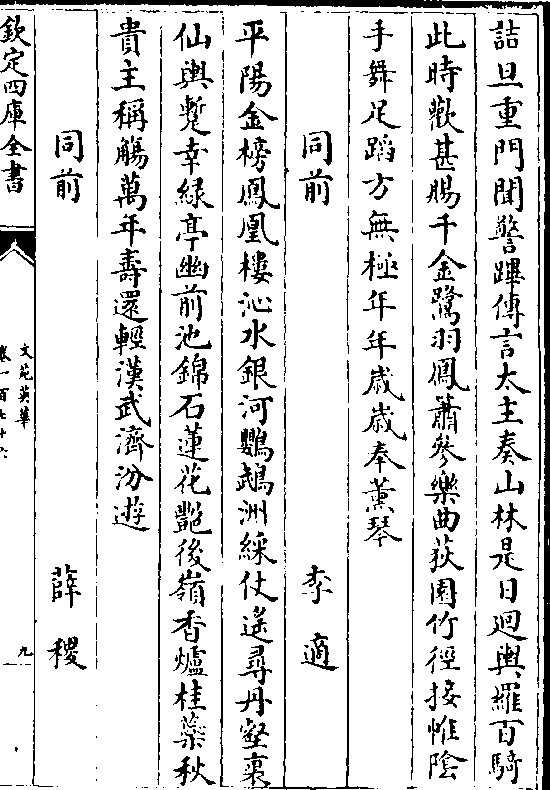 詰旦重門聞警蹕傳言太主奏山林是日迴輿羅百騎
此時歡甚賜千金鷺羽鳳簫參樂曲荻園竹徑接帷陰
手舞足蹈方無極年年歲歲奉薰琴
同前 李適
平陽金榜鳳凰樓沁水銀河鸚鵡洲綵仗遙尋丹壑裏
仙輿蹔幸綠亭幽前池錦石蓮花艶後嶺香爐桂蘂秋
貴主稱觴萬年壽還輕漢武濟汾遊
同前 薛稷
欽定四庫全書
文苑英華
卷一百七十六
九